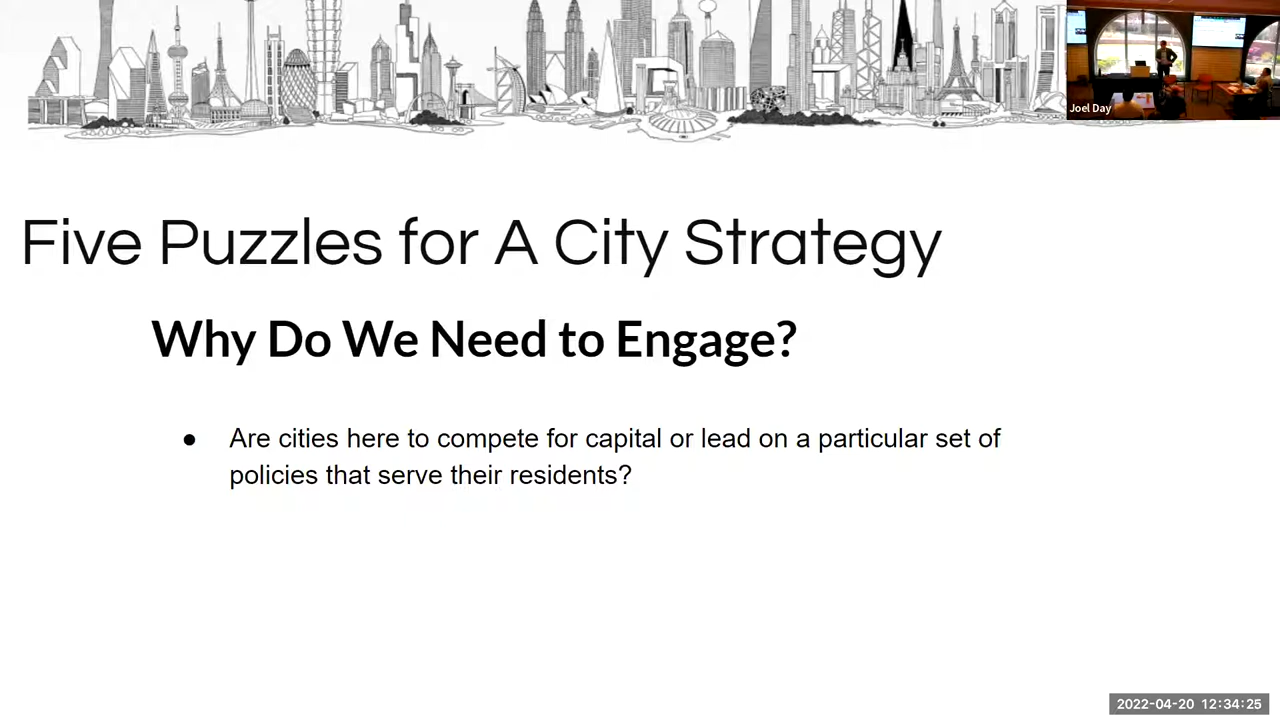 Joel Day
Five Puzzles for A City Strategy
Why Do We Need to Engage?
● Are cities here to compete for capital or lead on a particular set of
policies that serve their residents?
2022-04-20 12:34:25